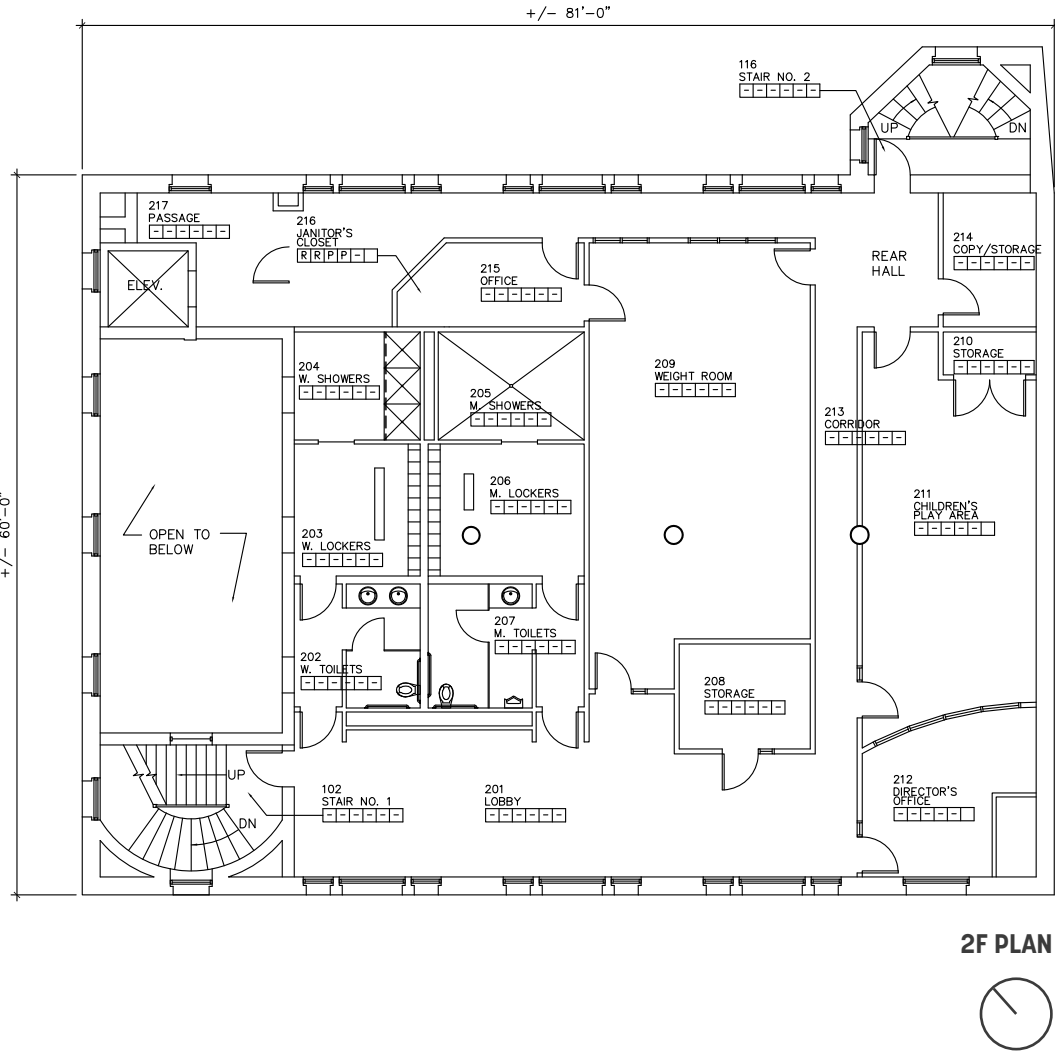 +/- 81'-0"
116
STAIR NO. 2
------
UP
DN
217
PASSAGE
------
216
JANITOR'S
CLOSET
RRPP--
ELEV.
215
OFFICE
------
REAR
HALL
214
COPY/STORAGE
------
204
W. SHOWERS
------
205
M. SHOWERS
------
209
WEIGHT ROOM
------
210
STORAGE
------
213
CORRIDOR
------
+/- 60'-0"
OPEN TO
BELOW
203
W. LOCKERS
------
206
M. LOCKERS
------
211
CHILDREN'S
PLAY AREA
------
202
W. TOILETS
------
207
M. TOILETS
------
208
STORAGE
------
UP
DN
102
STAIR NO. 1
------
201
LOBBY
------
212
DIRECTOR'S
OFFICE
------
2F PLAN